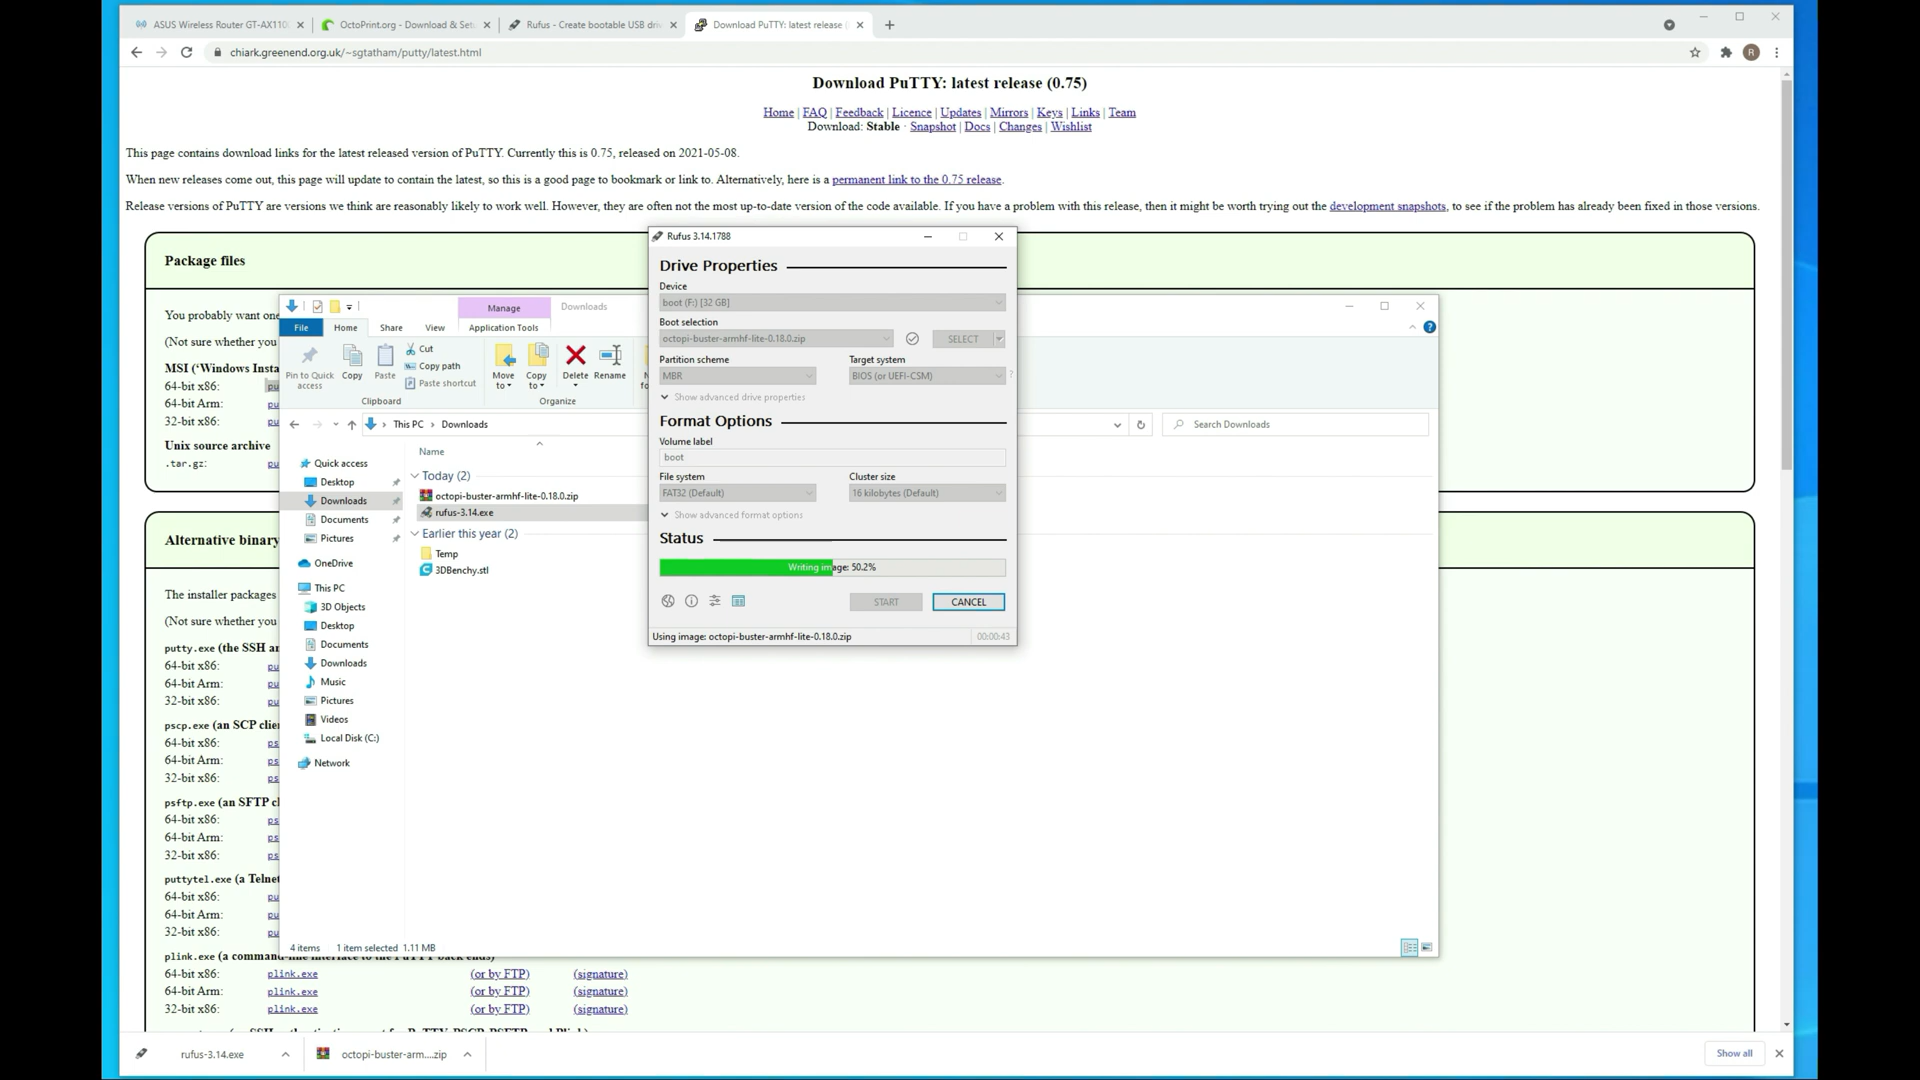 ASUS Wireless Router GT-AX110
OctoPrint.org - Download & Set
Rufus - Create bootable USB dri
Download PuTTY: latest release
chiark.greenend.org.uk/~sgtatham/putty/latest.html
R
Download PuTTY: latest release (0.75)
Home | FAQ | Feedback | Licence | Updates | Mirrors | Keys | Links | Team
Download: Stable · Snapshot | Docs | Changes | Wishlist
This page contains download links for the latest released version of PuTTY. Currently this is 0.75, released on 2021-05-08.
When new releases come out, this page will update to contain the latest, so this is a good page to bookmark or link to. Alternatively, here is a permanent link to the 0.75 release.
Release versions of PuTTY are versions we think are reasonably likely to work well. However, they are often not the most up-to-date version of the code available. If you have a problem with this release, then it might be worth trying out the development snapshots, to see if the problem has already been fixed in those versions.
Package files
You probably want one
(Not sure whether you
MSI ('Windows Insta
64-bit x86: pu
64-bit Arm: pu
32-bit x86: pu
Unix source archive
.tar.gz: pu
Alternative binary
The installer packages
(Not sure whether you
putty.exe (the SSH an
64-bit x86: pu
64-bit Arm: pu
32-bit x86: pu
pscp.exe (an SCP clie
64-bit x86: ps
64-bit Arm: ps
32-bit x86: ps
psftp.exe (an SFTP cl
64-bit x86: ps
64-bit Arm: ps
32-bit x86: ps
puttytel.exe (a Telne
64-bit x86: pu
64-bit Arm: pu
32-bit x86: pu
plink.exe (a command-line interface to the PuTTY back ends)
64-bit x86: plink.exe (or by FTP) (signature)
64-bit Arm: plink.exe (or by FTP) (signature)
32-bit x86: plink.exe (or by FTP) (signature)
Manage
Downloads
File
Home
Share
View
Application Tools
Pin to Quick access
Copy
Paste
Cut
Copy path
Paste shortcut
Move to
Copy to
Delete
Rename
Clipboard
Organize
This PC > Downloads
Search Downloads
Name
Quick access
Desktop
Downloads
Documents
Pictures
OneDrive
This PC
3D Objects
Desktop
Documents
Downloads
Music
Pictures
Videos
Local Disk (C:)
Network
Today (2)
octopi-buster-armhf-lite-0.18.0.zip
rufus-3.14.exe
Earlier this year (2)
Temp
3DBenchy.stl
4 items
1 item selected 1.11 MB
Rufus 3.14.1788
Drive Properties
Device
boot (F:) [32 GB]
Boot selection
octopi-buster-armhf-lite-0.18.0.zip
SELECT
Partition scheme
Target system
MBR
BIOS (or UEFI-CSM)
?
Show advanced drive properties
Format Options
Volume label
boot
File system
Cluster size
FAT32 (Default)
16 kilobytes (Default)
Show advanced format options
Status
Writing image: 50.2%
START
CANCEL
Using image: octopi-buster-armhf-lite-0.18.0.zip
00:00:43
rufus-3.14.exe
octopi-buster-arm....zip
Show all